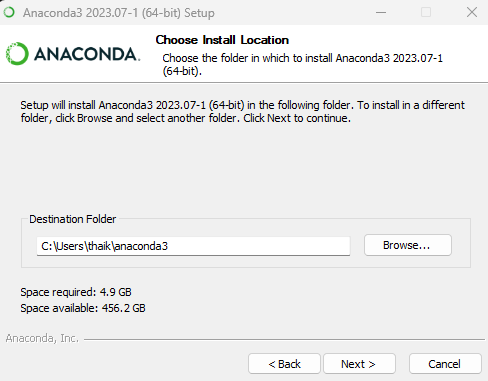 Anaconda3 2023.07-1 (64-bit) Setup
ANACONDA.
Choose Install Location
Choose the folder in which to install Anaconda3 2023.07-1
(64-bit).
Setup will install Anaconda3 2023.07-1 (64-bit) in the following folder. To install in a different
folder, click Browse and select another folder. Click Next to continue.
Destination Folder
C:\Users\thaik\anaconda3
Browse...
Space required: 4.9 GB
Space available: 456.2 GB
Anaconda, Inc.
< Back
Next >
Cancel